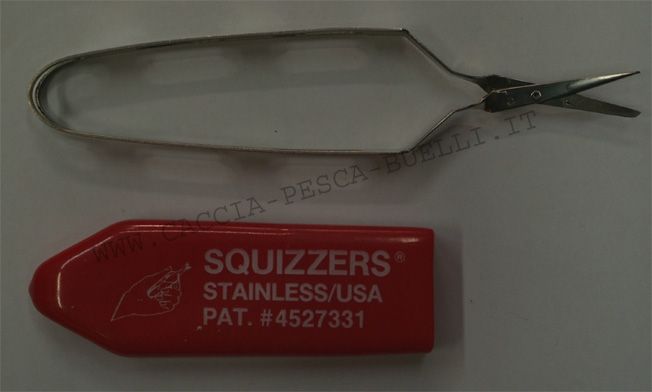 WWW.CACCIA-PESCA-BUELLI.IT
SQUIZZERS®
STAINLESS/USA
PAT. #4527331